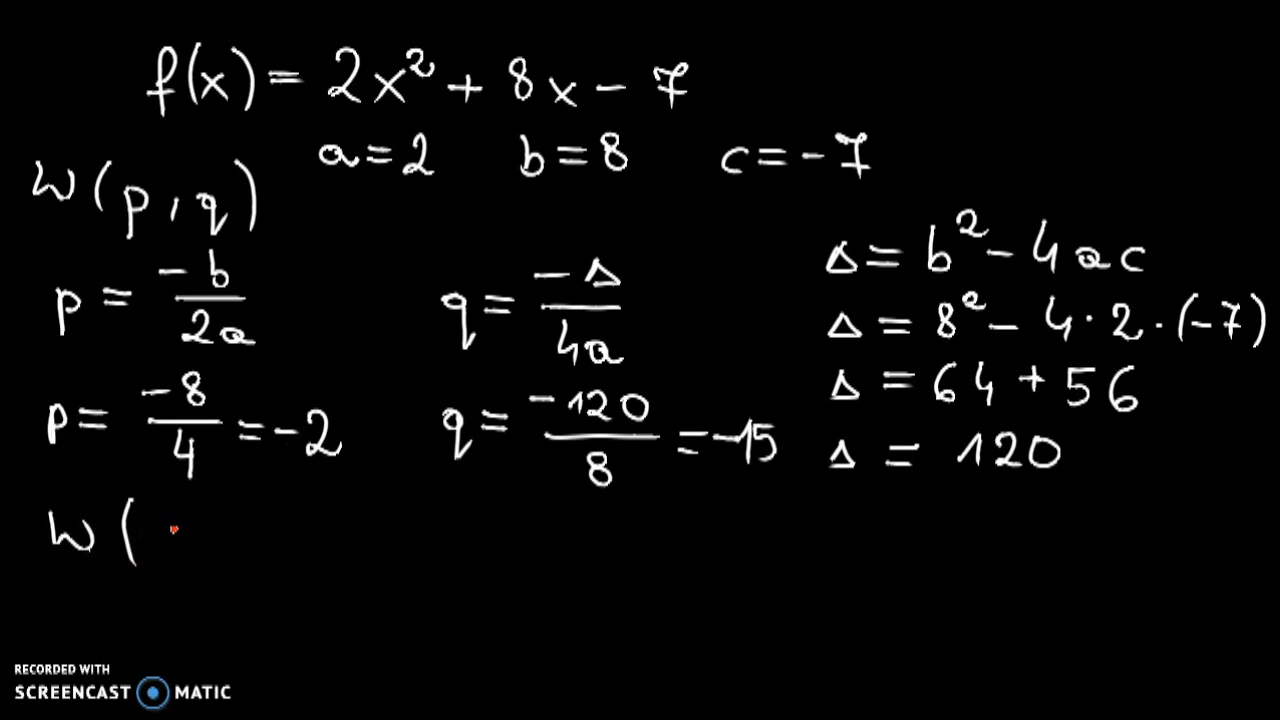 f(x) = 2x² + 8x - 7
a = 2 b = 8 c = -7
W(p, q)
p = -b/2a q = -Δ/4a Δ = b² - 4ac
Δ = 8² - 4·2·(-7)
p = -8/4 = -2 q = -120/8 = -15 Δ = 64 + 56
Δ = 120
W(
RECORDED WITH
SCREENCAST MATIC